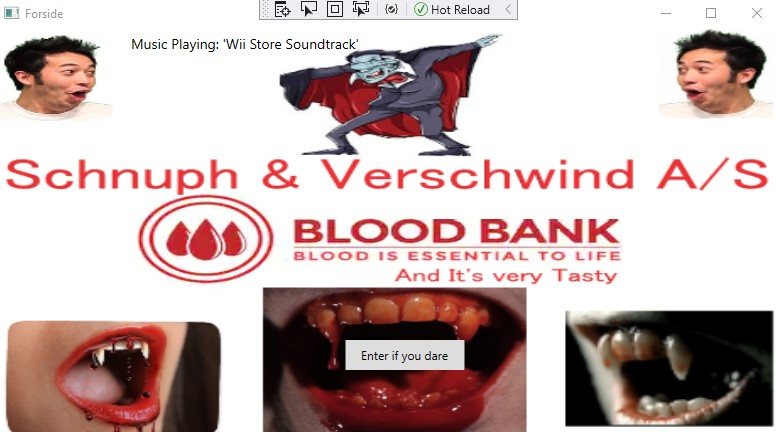 Forside
Hot Reload
Music Playing: 'Wii Store Soundtrack'
Schnuph & Verschwind A/S
BLOOD BANK
BLOOD IS ESSENTIAL TO LIFE
And It's very Tasty
Enter if you dare